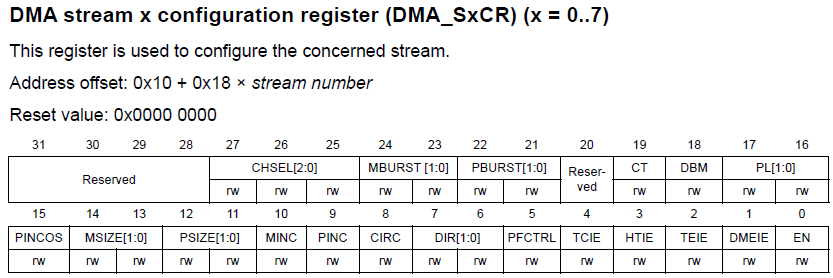 DMA stream x configuration register (DMA_SxCR) (x = 0..7)
This register is used to configure the concerned stream.
Address offset: 0x10 + 0x18 × stream number
Reset value: 0x0000 0000
31 30 29 28 27 26 25 24 23 22 21 20 19 18 17 16
Reserved CHSEL[2:0] MBURST [1:0] PBURST[1:0] Reser-ved CT DBM PL[1:0]
rw rw rw rw rw rw rw rw rw rw rw
15 14 13 12 11 10 9 8 7 6 5 4 3 2 1 0
PINCOS MSIZE[1:0] PSIZE[1:0] MINC PINC CIRC DIR[1:0] PFCTRL TCIE HTIE TEIE DMEIE EN
rw rw rw rw rw rw rw rw rw rw rw rw rw rw rw rw